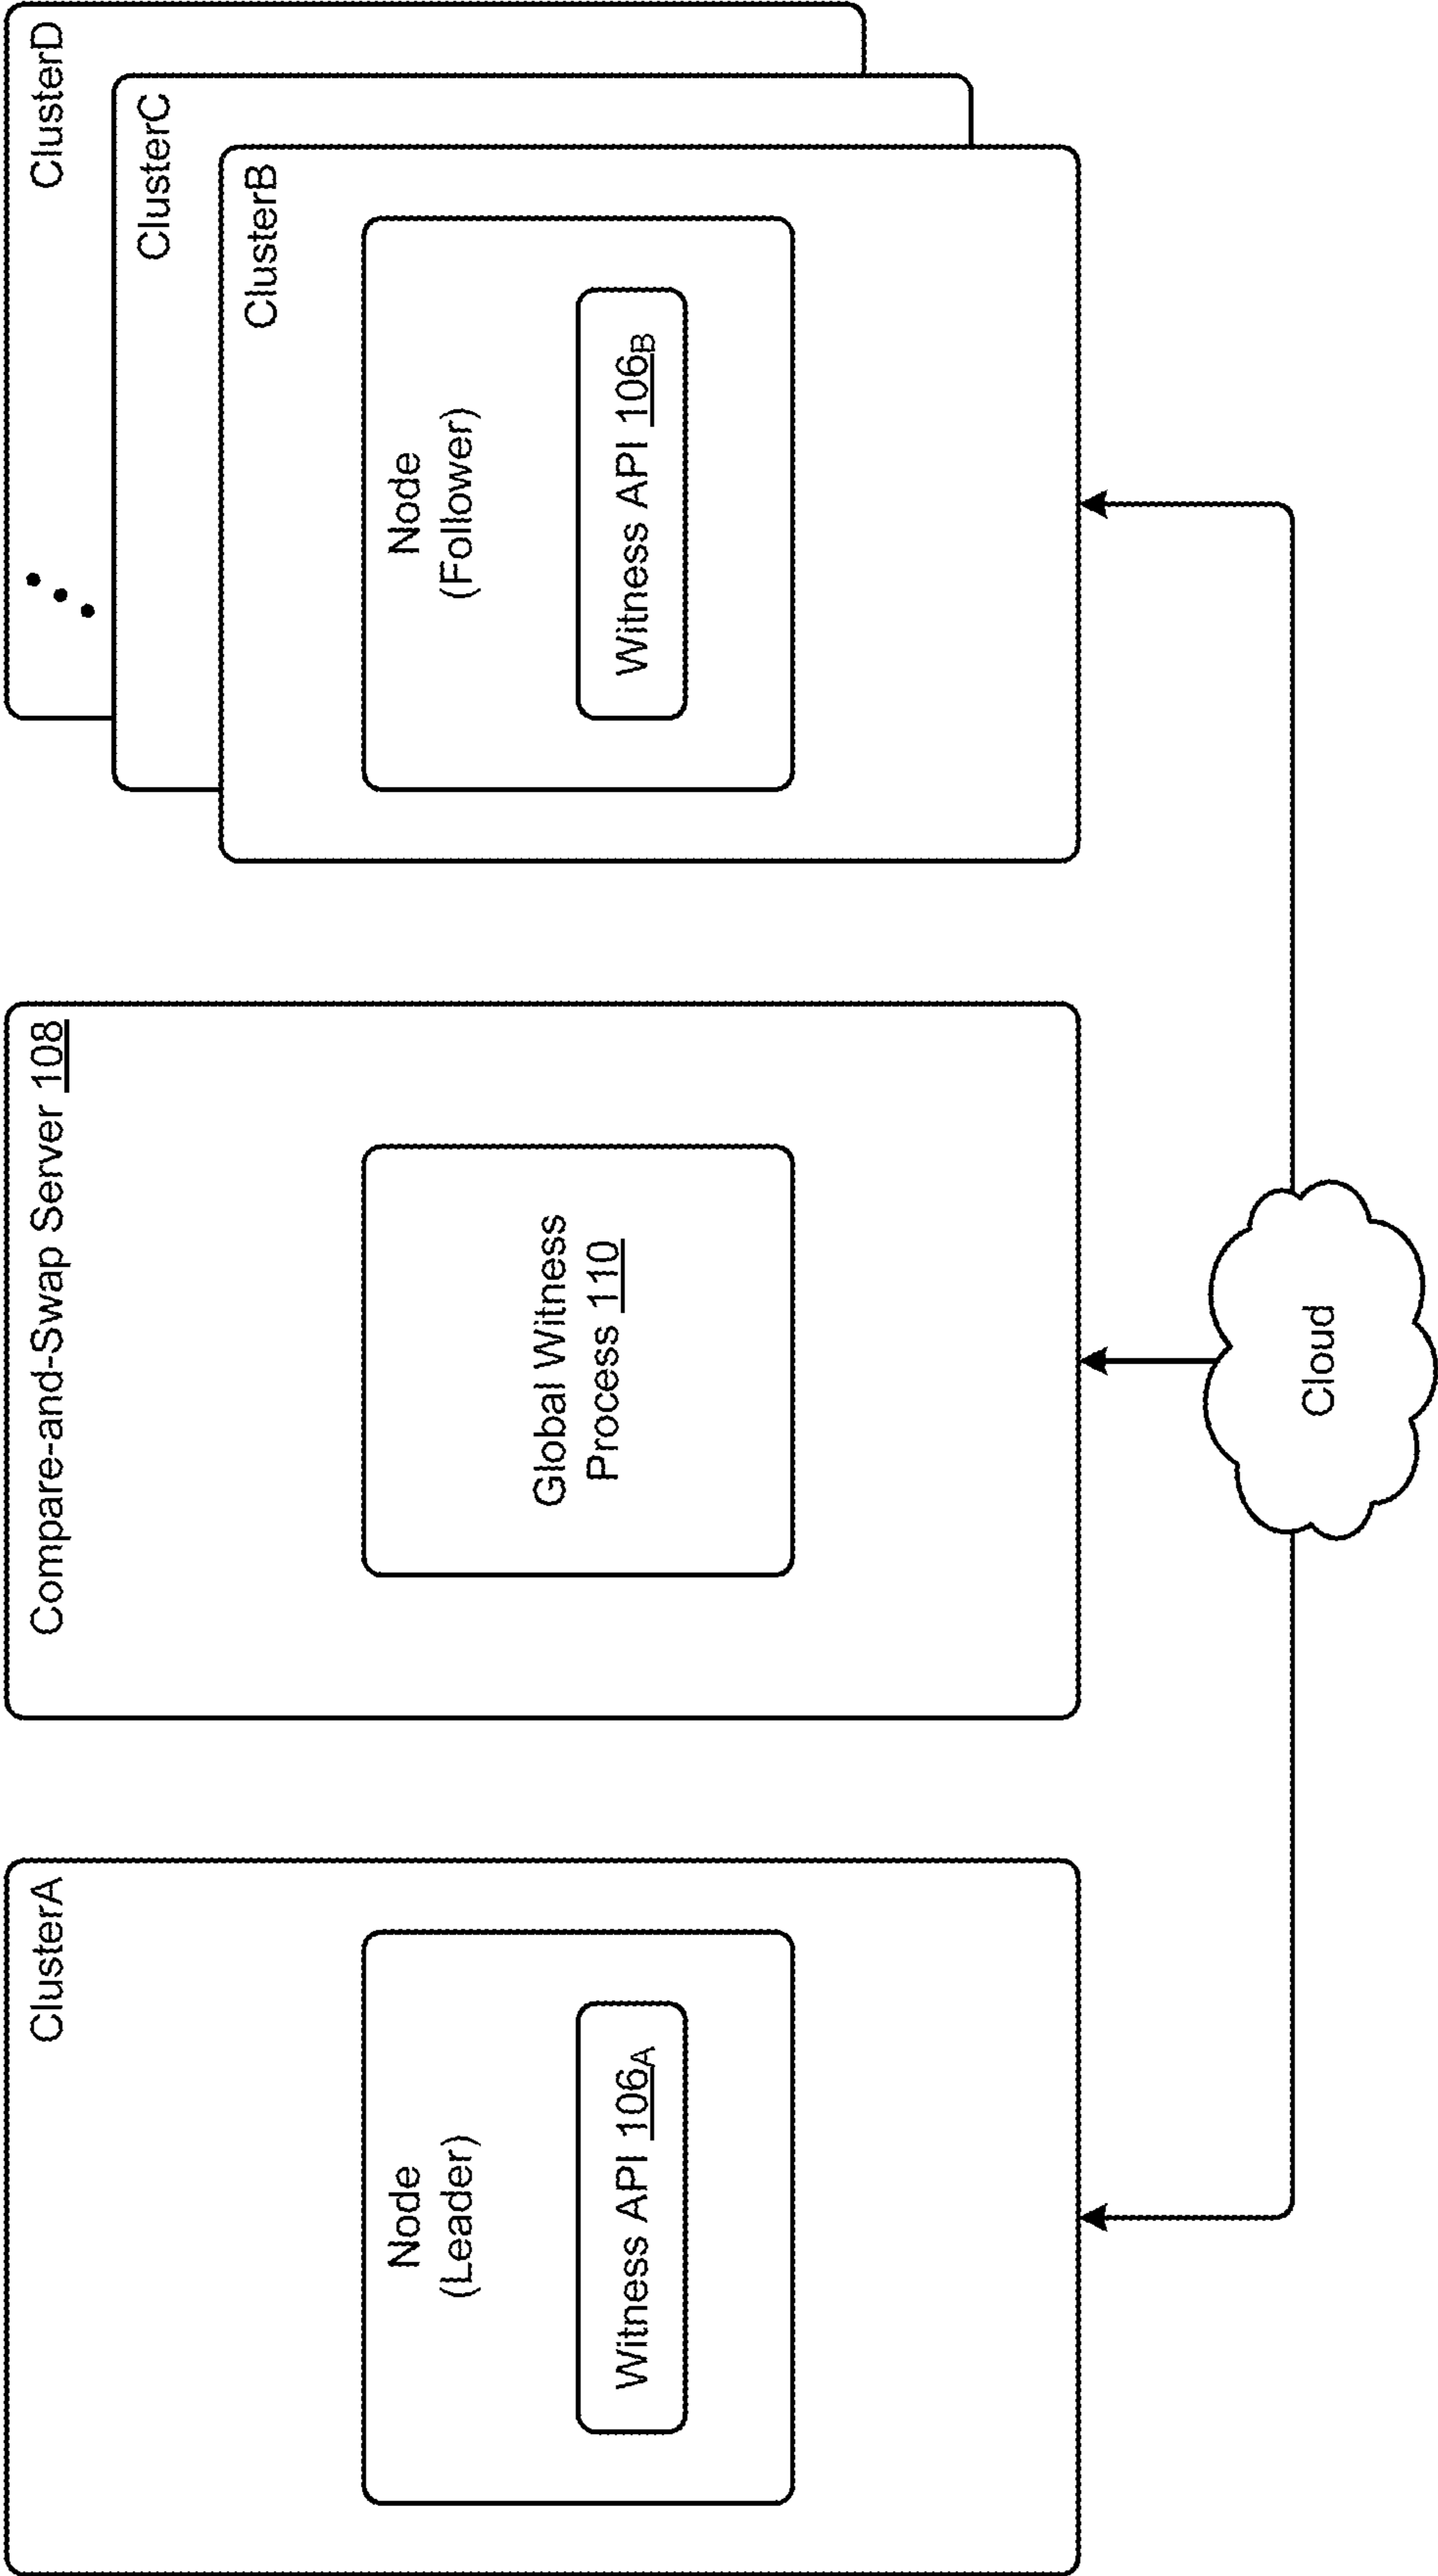 ClusterA
Node
(Leader)
Witness API 106A
Compare-and-Swap Server 108
Global Witness
Process 110
ClusterD
ClusterC
ClusterB
Node
(Follower)
Witness API 106B
Cloud